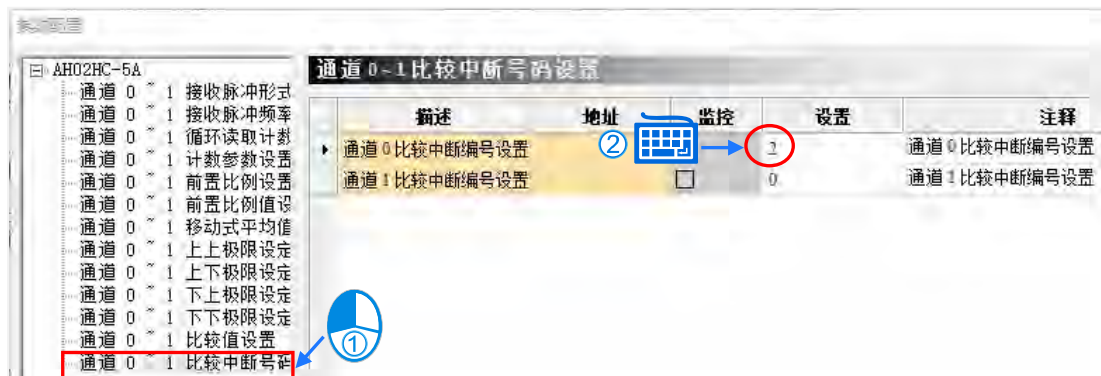 参数配置
AH02HC-5A
通道 0 ~ 1 接收脉冲形式
通道 0 ~ 1 接收脉冲频率
通道 0 ~ 1 循环读取计数
通道 0 ~ 1 计数参数设置
通道 0 ~ 1 前置比例设置
通道 0 ~ 1 前置比例值设
通道 0 ~ 1 移动式平均值
通道 0 ~ 1 上上极限设定
通道 0 ~ 1 上下极限设定
通道 0 ~ 1 下上极限设定
通道 0 ~ 1 下下极限设定
通道 0 ~ 1 比较值设置
通道 0 ~ 1 比较中断号码
①
通道 0~1比较中断号码设置
描述 地址 监控 设置 注释
通道 0 比较中断编号设置 ② 2 通道 0 比较中断编号设置
通道 1 比较中断编号设置 0 通道 1 比较中断编号设置